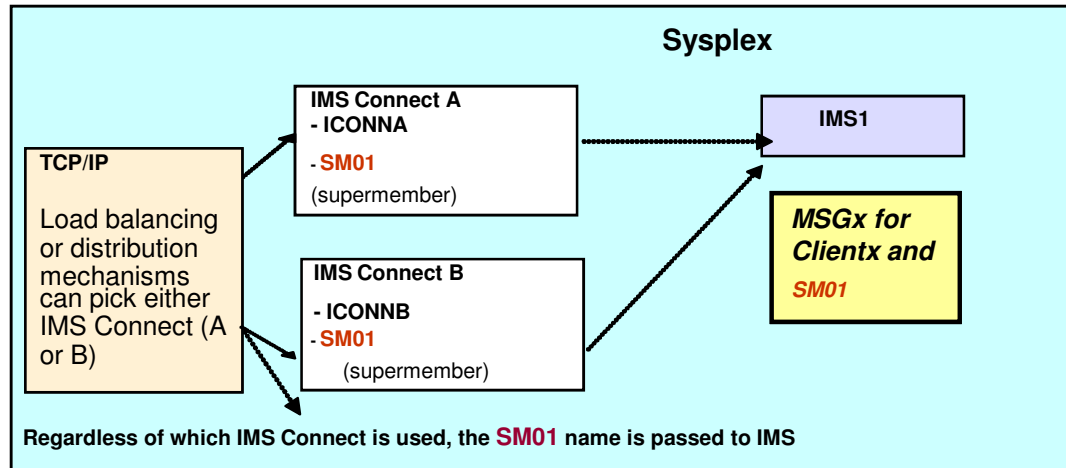 Sysplex
TCP/IP
Load balancing
or distribution
mechanisms
can pick either
IMS Connect (A
or B)
IMS Connect A
- ICONNA
- SM01
(supermember)
IMS Connect B
- ICONNB
- SM01
(supermember)
IMS1
MSGx for
Clientx and
SM01
Regardless of which IMS Connect is used, the SM01 name is passed to IMS